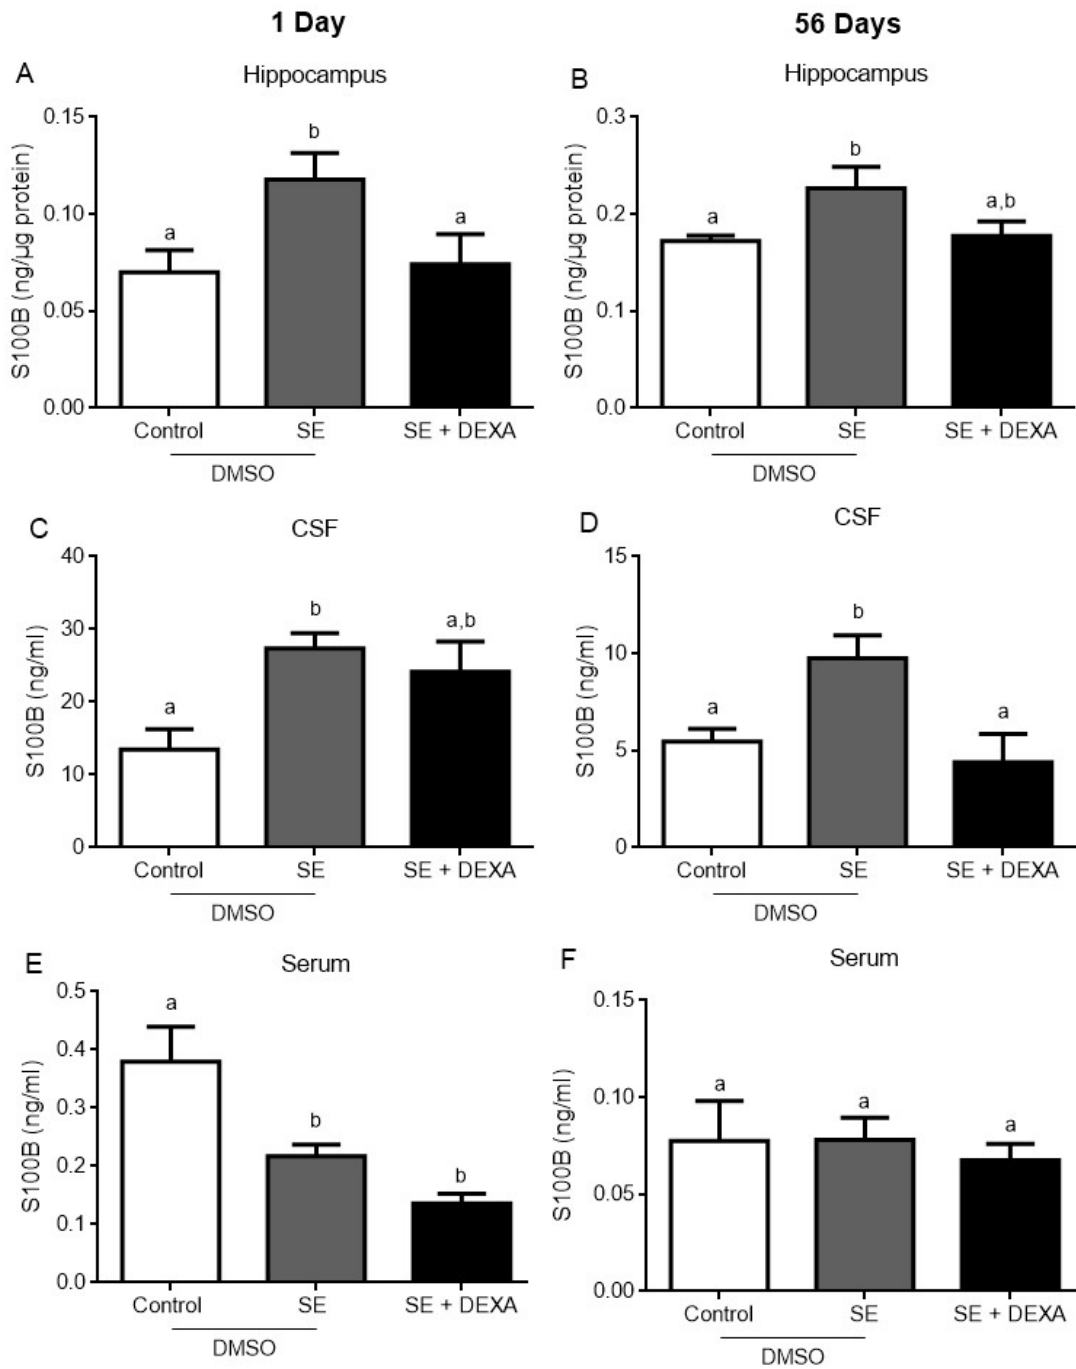 1 Day
56 Days
A
Hippocampus
S100B (ng/µg protein)
0.15
0.10
0.05
0.00
a
b
a
Control
SE
SE + DEXA
DMSO
B
Hippocampus
S100B (ng/µg protein)
0.3
0.2
0.1
0.0
a
b
a,b
Control
SE
SE + DEXA
DMSO
C
CSF
S100B (ng/ml)
40
30
20
10
0
a
b
a,b
Control
SE
SE + DEXA
DMSO
D
CSF
S100B (ng/ml)
15
10
5
0
a
b
a
Control
SE
SE + DEXA
DMSO
E
Serum
S100B (ng/ml)
0.5
0.4
0.3
0.2
0.1
0.0
a
b
b
Control
SE
SE + DEXA
DMSO
F
Serum
S100B (ng/ml)
0.15
0.10
0.05
0.00
a
a
a
Control
SE
SE + DEXA
DMSO